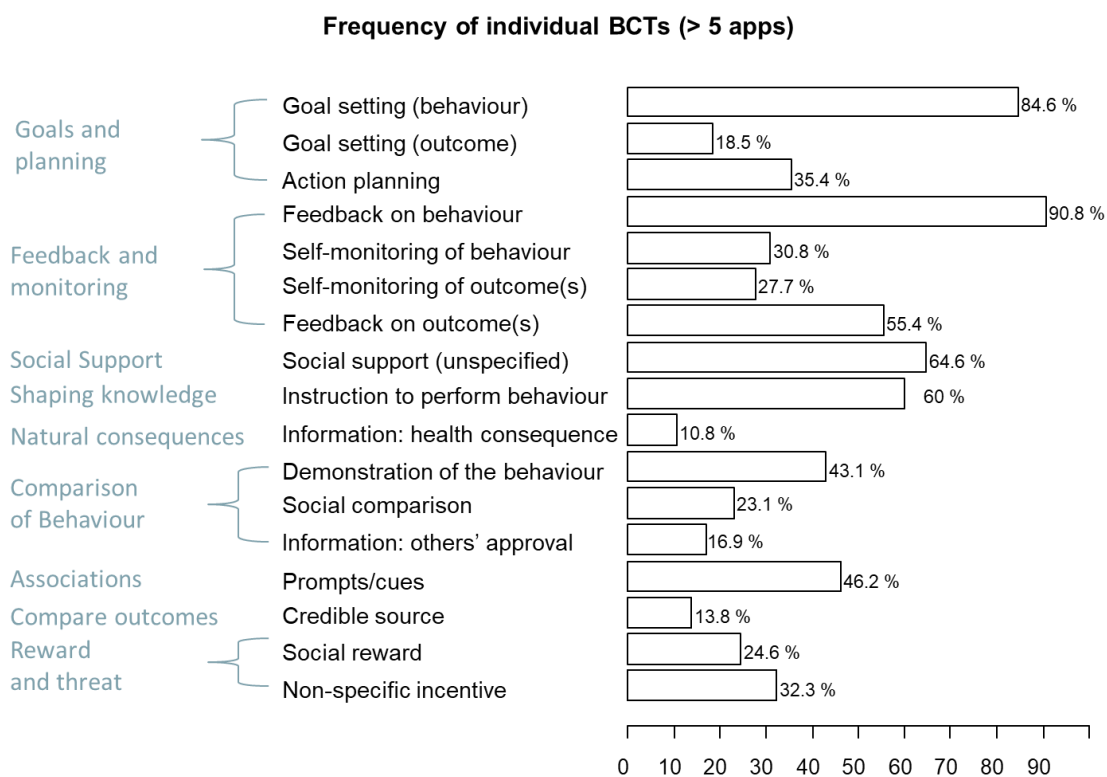 Frequency of individual BCTs (> 5 apps)
Goals and
planning
Goal setting (behaviour) 84.6 %
Goal setting (outcome) 18.5 %
Action planning 35.4 %
Feedback and
monitoring
Feedback on behaviour 90.8 %
Self-monitoring of behaviour 30.8 %
Self-monitoring of outcome(s) 27.7 %
Feedback on outcome(s) 55.4 %
Social Support Social support (unspecified) 64.6 %
Shaping knowledge Instruction to perform behaviour 60 %
Natural consequences Information: health consequence 10.8 %
Comparison
of Behaviour
Demonstration of the behaviour 43.1 %
Social comparison 23.1 %
Information: others’ approval 16.9 %
Associations Prompts/cues 46.2 %
Compare outcomes Credible source 13.8 %
Reward
and threat
Social reward 24.6 %
Non-specific incentive 32.3 %
0 10 20 30 40 50 60 70 80 90